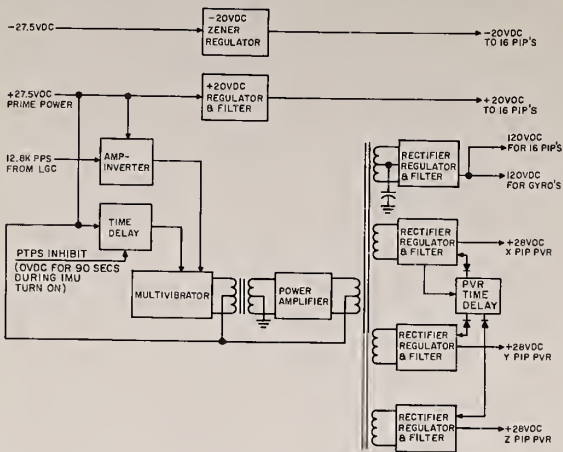 -27.5VDC
-20VDC
ZENER
REGULATOR
-20VDC
TO 16 PIP'S
+27.5VDC
PRIME POWER
+20VDC
REGULATOR
& FILTER
+20VDC
TO 16 PIP'S
12.8K PPS
FROM LGC
AMP-
INVERTER
TIME
DELAY
PTPS INHIBIT
(OVDC FOR 90 SECS
DURING IMU
TURN ON)
MULTIVIBRATOR
POWER
AMPLIFIER
RECTIFIER
REGULATOR
& FILTER
120VDC
FOR 16 PIP'S
120VDC
FOR GYRO'S
RECTIFIER
REGULATOR
& FILTER
+28VDC
X PIP PVR
PVR
TIME
DELAY
RECTIFIER
REGULATOR
& FILTER
+28VDC
Y PIP PVR
RECTIFIER
REGULATOR
& FILTER
+28VDC
Z PIP PVR